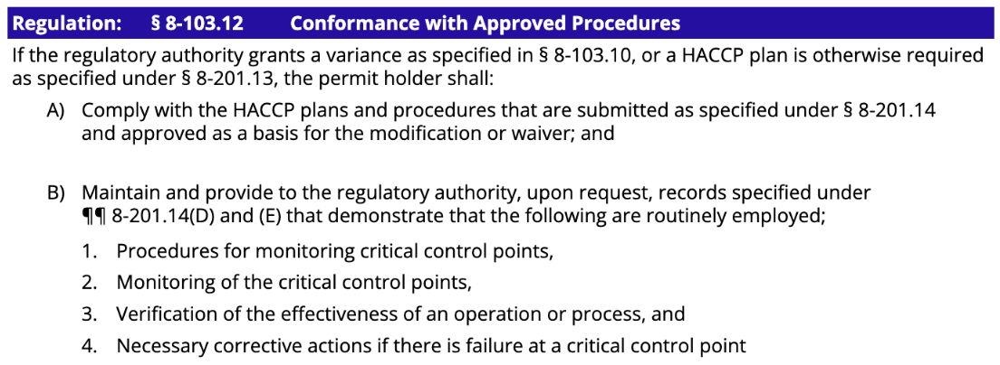 Regulation: § 8-103.12 Conformance with Approved Procedures
If the regulatory authority grants a variance as specified in § 8-103.10, or a HACCP plan is otherwise required
as specified under § 8-201.13, the permit holder shall:
A) Comply with the HACCP plans and procedures that are submitted as specified under § 8-201.14
and approved as a basis for the modification or waiver; and
B) Maintain and provide to the regulatory authority, upon request, records specified under
¶¶ 8-201.14(D) and (E) that demonstrate that the following are routinely employed;
1. Procedures for monitoring critical control points,
2. Monitoring of the critical control points,
3. Verification of the effectiveness of an operation or process, and
4. Necessary corrective actions if there is failure at a critical control point